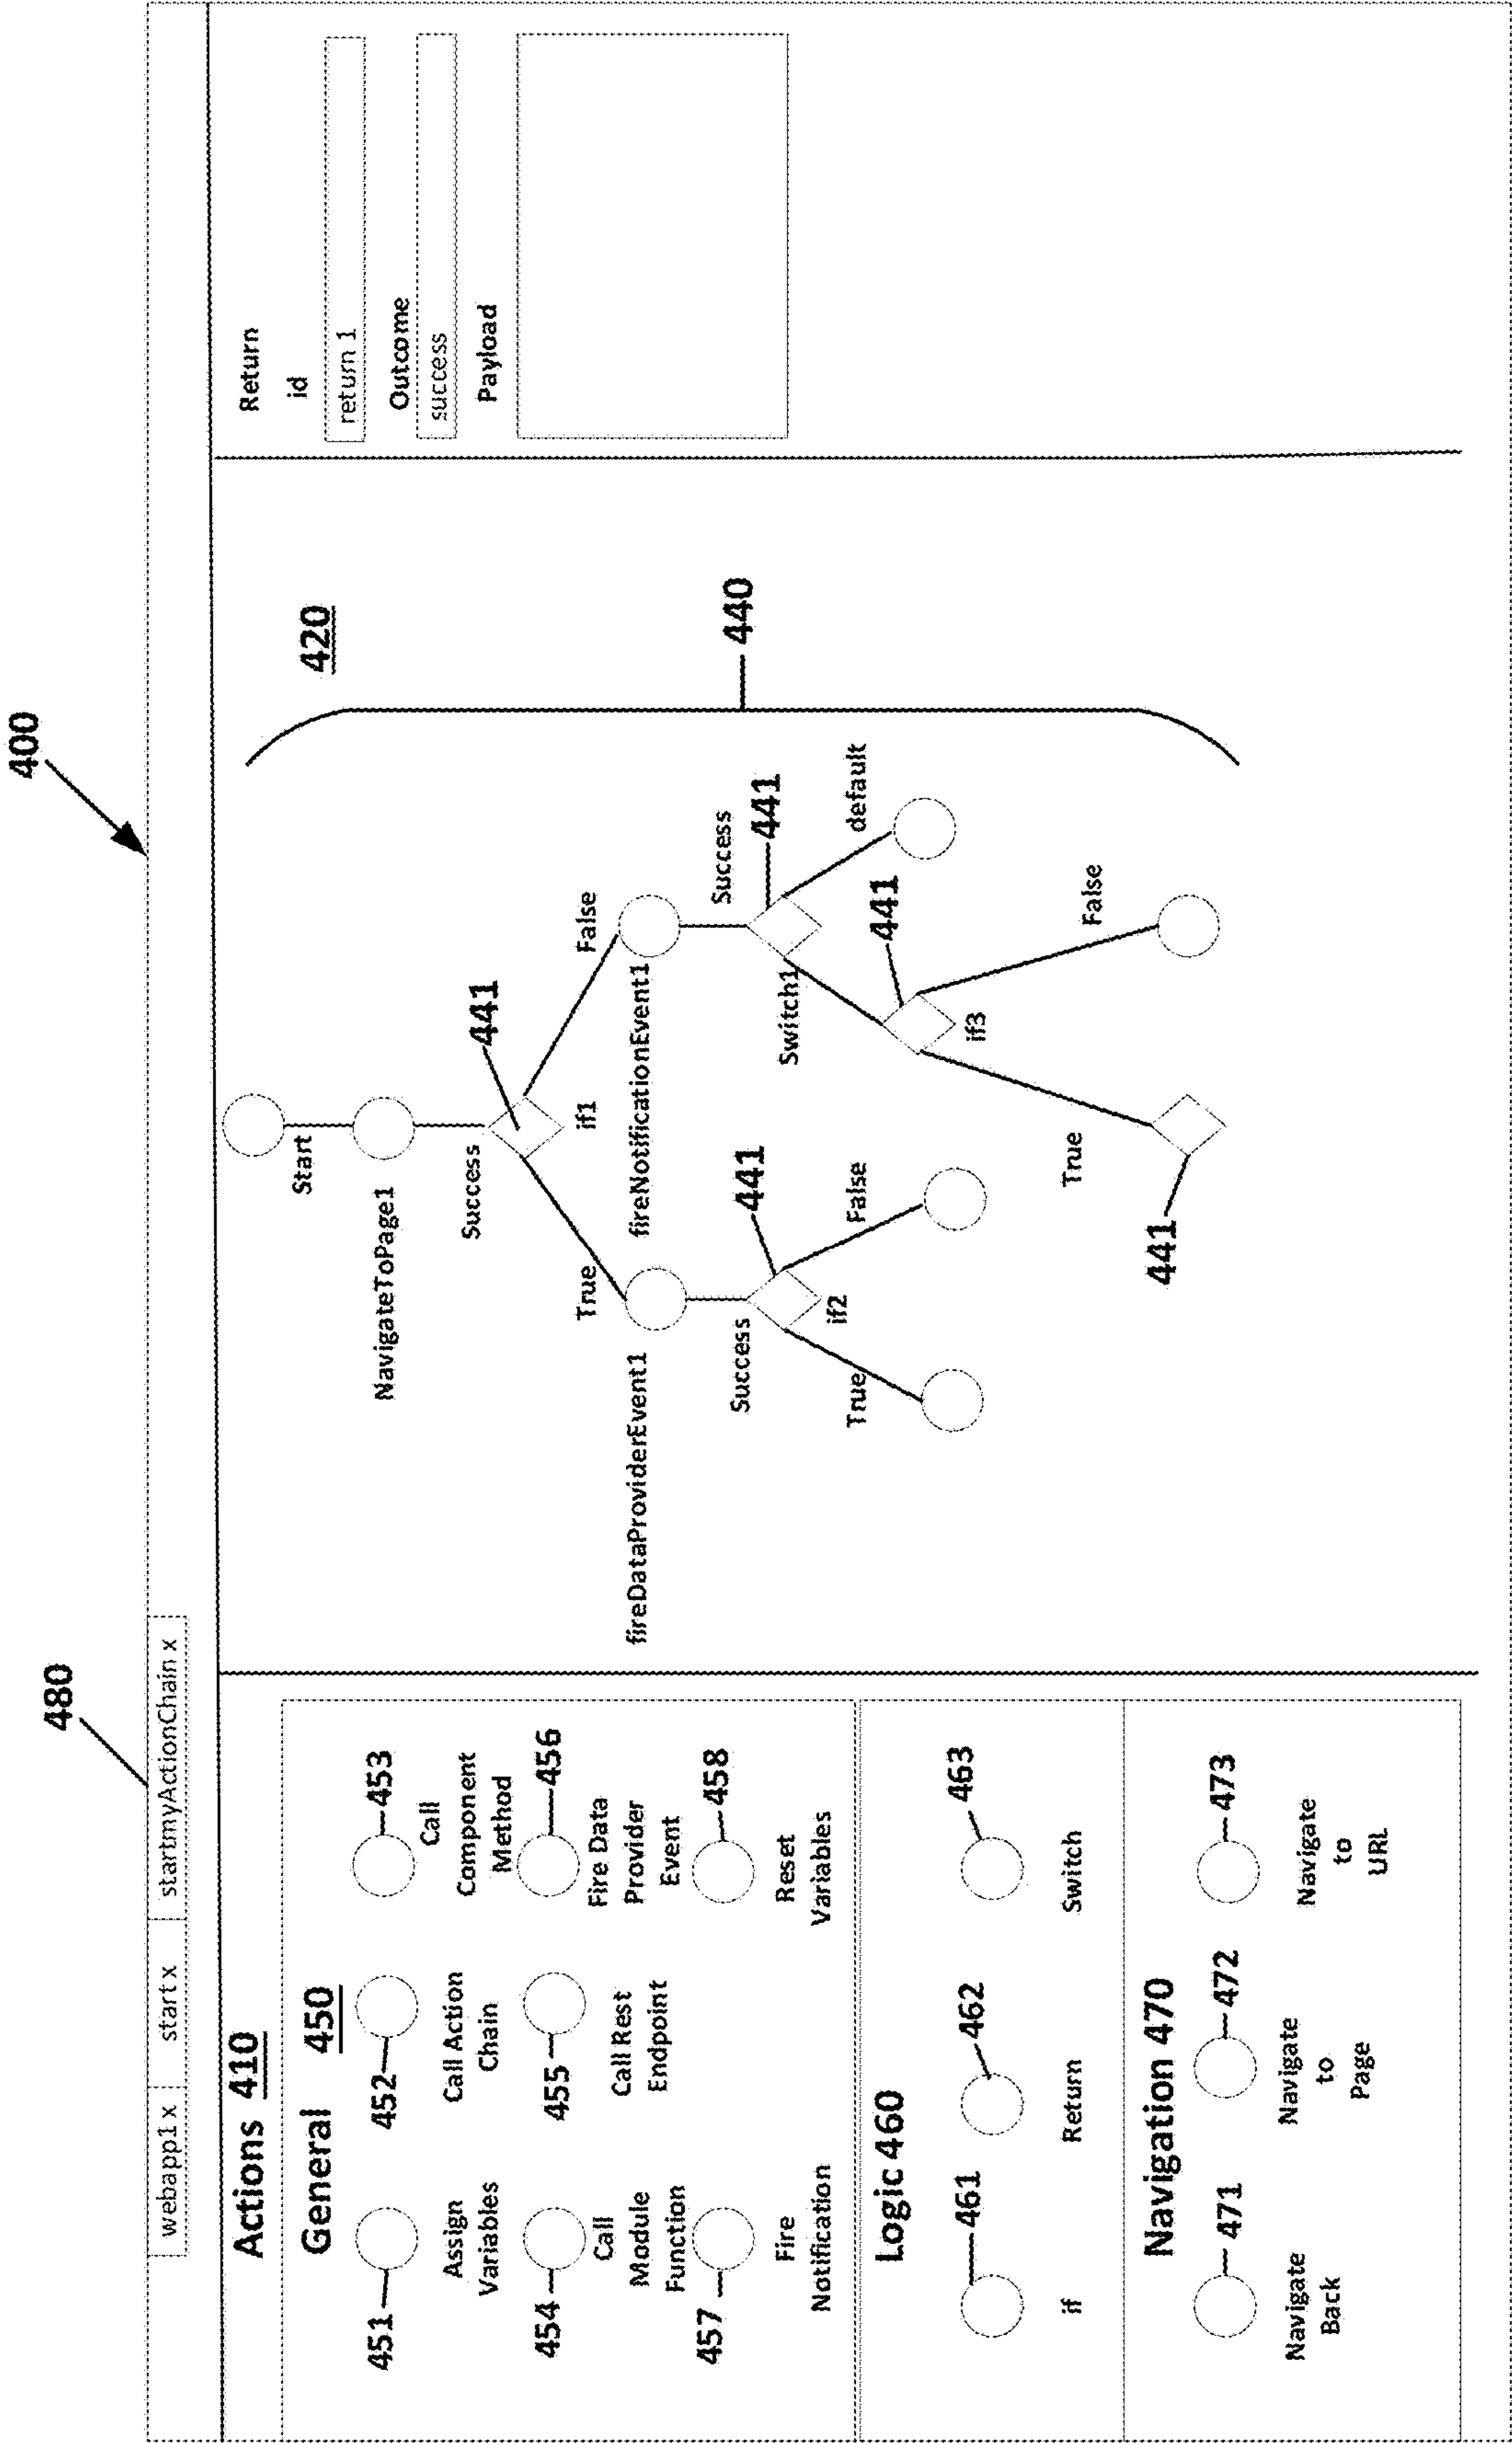 400
480
webapp1 x
start x
startmyActionChain x
Actions 410
General 450
451
452
453
Assign
Variables
Call Action
Chain
Call
Component
Method
454
455
456
Call
Module
Function
Call Rest
Endpoint
Fire Data
Provider
Event
457
458
Fire
Notification
Reset
Variables
Logic 460
461
462
463
if
Return
Switch
Navigation 470
471
472
473
Navigate
Back
Navigate
to
Page
Navigate
to
URL
420
Start
NavigateToPage1
Success
441
if1
True
False
fireDataProviderEvent1
fireNotificationEvent1
Success
441
Success
441
if2
Switch1
True
False
441
default
if3
True
False
441
440
Return
id
return 1
Outcome
success
Payload